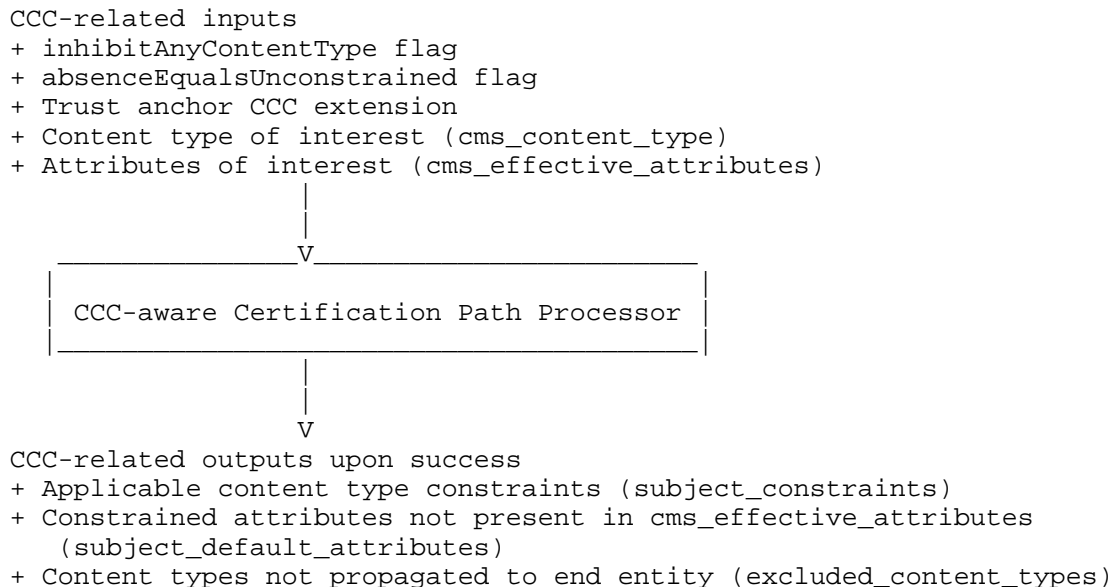 CCC-related inputs
+ inhibitAnyContentType flag
+ absenceEqualsUnconstrained flag
+ Trust anchor CCC extension
+ Content type of interest (cms_content_type)
+ Attributes of interest (cms_effective_attributes)
V
CCC-aware Certification Path Processor
V
CCC-related outputs upon success
+ Applicable content type constraints (subject_constraints)
+ Constrained attributes not present in cms_effective_attributes
(subject_default_attributes)
+ Content types not propagated to end entity (excluded_content_types)